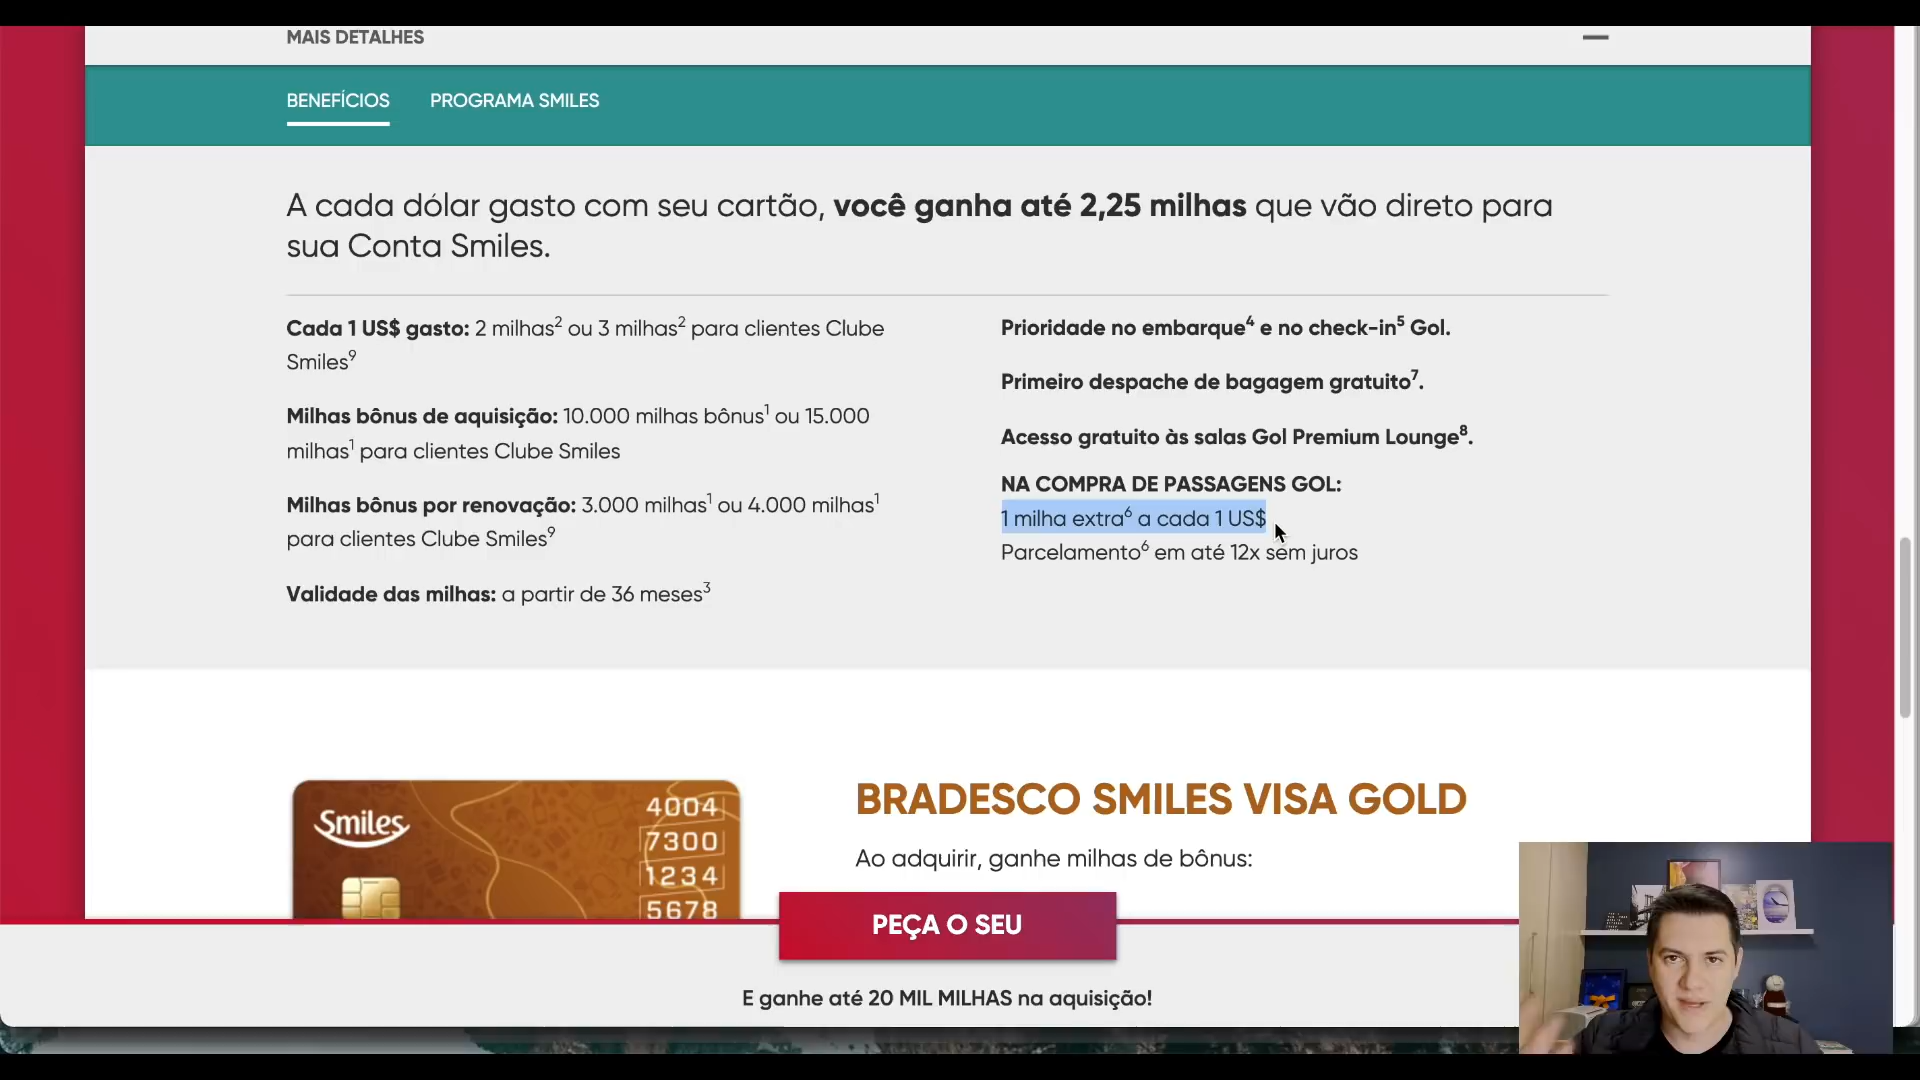 MAIS DETALHES
BENEFÍCIOS
PROGRAMA SMILES
A cada dólar gasto com seu cartão, você ganha até 2,25 milhas que vão direto para
sua Conta Smiles.
Cada 1 US$ gasto: 2 milhas² ou 3 milhas² para clientes Clube
Smiles⁹
Milhas bônus de aquisição: 10.000 milhas bônus¹ ou 15.000
milhas¹ para clientes Clube Smiles
Milhas bônus por renovação: 3.000 milhas¹ ou 4.000 milhas¹
para clientes Clube Smiles⁹
Validade das milhas: a partir de 36 meses³
Prioridade no embarque⁴ e no check-in⁵ Gol.
Primeiro despache de bagagem gratuito⁷.
Acesso gratuito às salas Gol Premium Lounge⁸.
NA COMPRA DE PASSAGENS GOL:
1 milha extra⁶ a cada 1 US$
Parcelamento⁶ em até 12x sem juros
Smiles
4004
7300
1234
5678
BRADESCO SMILES VISA GOLD
Ao adquirir, ganhe milhas de bônus:
PEÇA O SEU
E ganhe até 20 MIL MILHAS na aquisição!